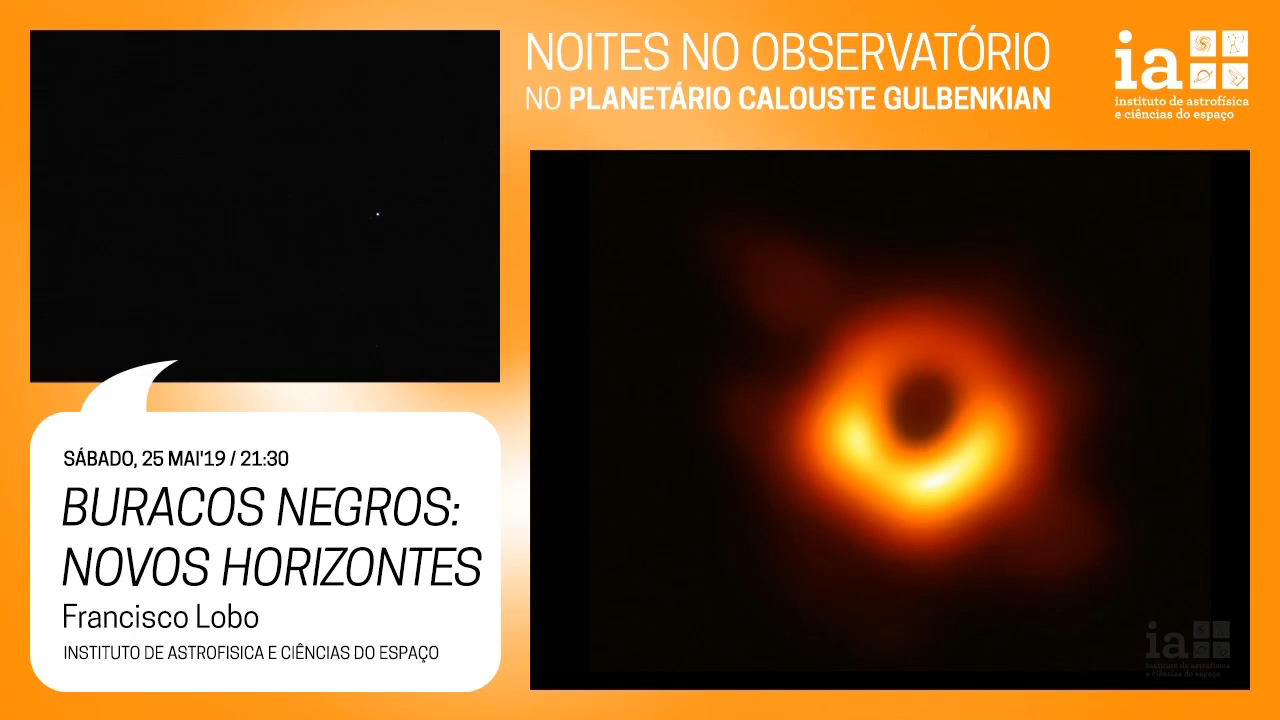 NOITES NO OBSERVATÓRIO
NO PLANETÁRIO CALOUSTE GULBENKIAN
ia
instituto de astrofísica
e ciências do espaço
SÁBADO, 25 MAI'19 / 21:30
BURACOS NEGROS:
NOVOS HORIZONTES
Francisco Lobo
INSTITUTO DE ASTROFISICA E CIÊNCIAS DO ESPAÇO
ia
instituto de astrofísica
e ciências do espaço